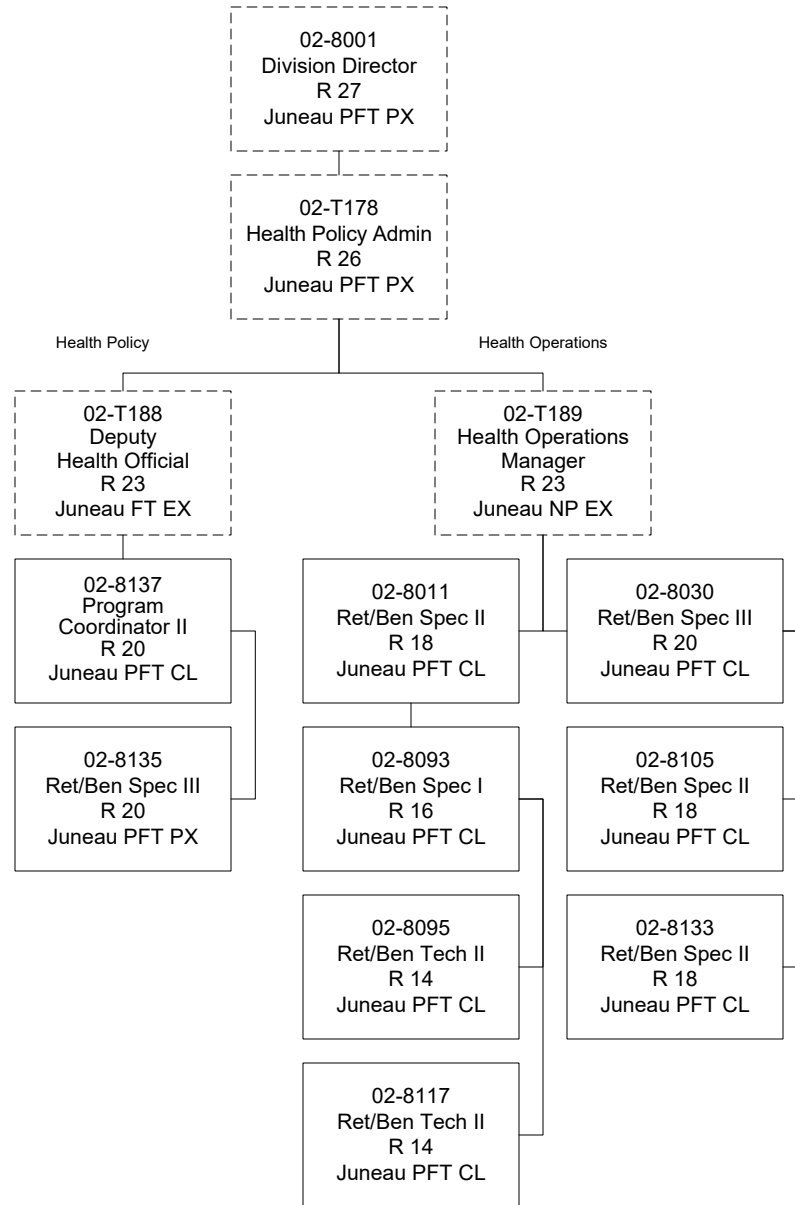 02-8001
Division Director
R 27
Juneau PFT PX
02-T178
Health Policy Admin
R 26
Juneau PFT PX
Health Policy
Health Operations
02-T188
Deputy
Health Official
R 23
Juneau FT EX
02-T189
Health Operations
Manager
R 23
Juneau NP EX
02-8137
Program
Coordinator II
R 20
Juneau PFT CL
02-8011
Ret/Ben Spec II
R 18
Juneau PFT CL
02-8030
Ret/Ben Spec III
R 20
Juneau PFT CL
02-8135
Ret/Ben Spec III
R 20
Juneau PFT PX
02-8093
Ret/Ben Spec I
R 16
Juneau PFT CL
02-8105
Ret/Ben Spec II
R 18
Juneau PFT CL
02-8095
Ret/Ben Tech II
R 14
Juneau PFT CL
02-8133
Ret/Ben Spec II
R 18
Juneau PFT CL
02-8117
Ret/Ben Tech II
R 14
Juneau PFT CL